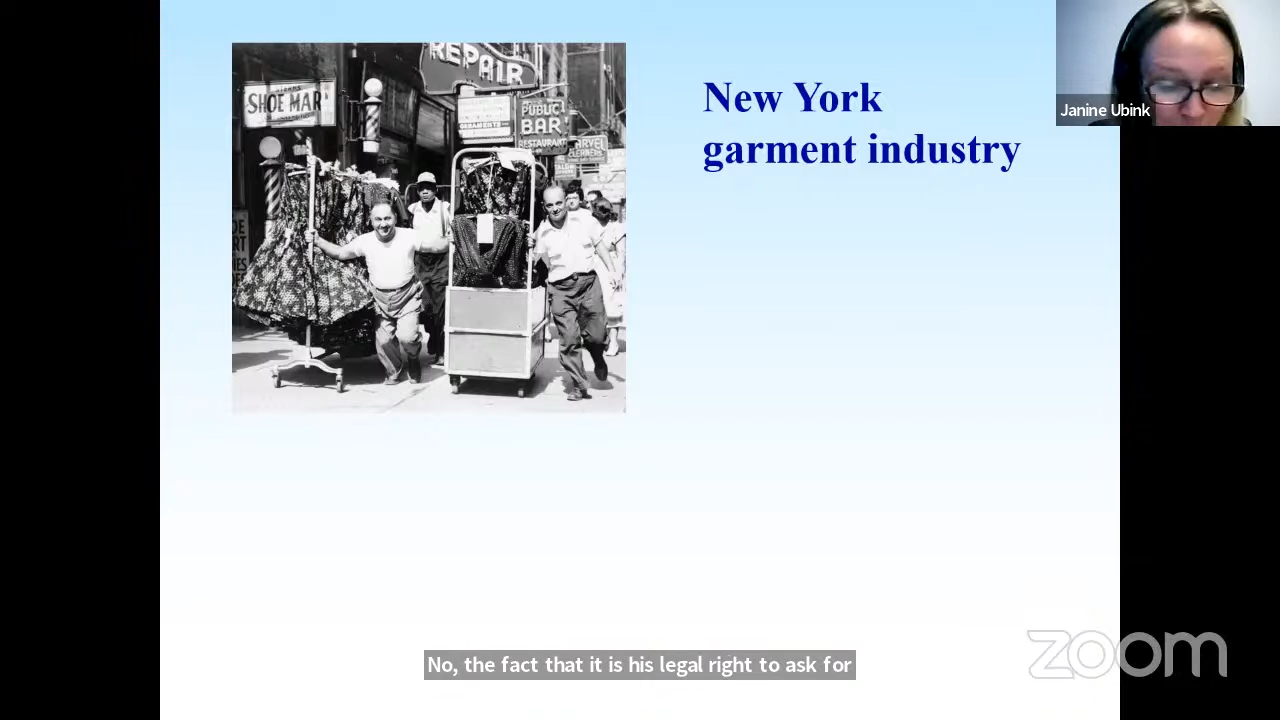 New York
garment industry
Janine Ubink
REPAIR
SHOE MAR
PUBLIC
BAR
RESTAURANT
No, the fact that it is his legal right to ask for
zoom